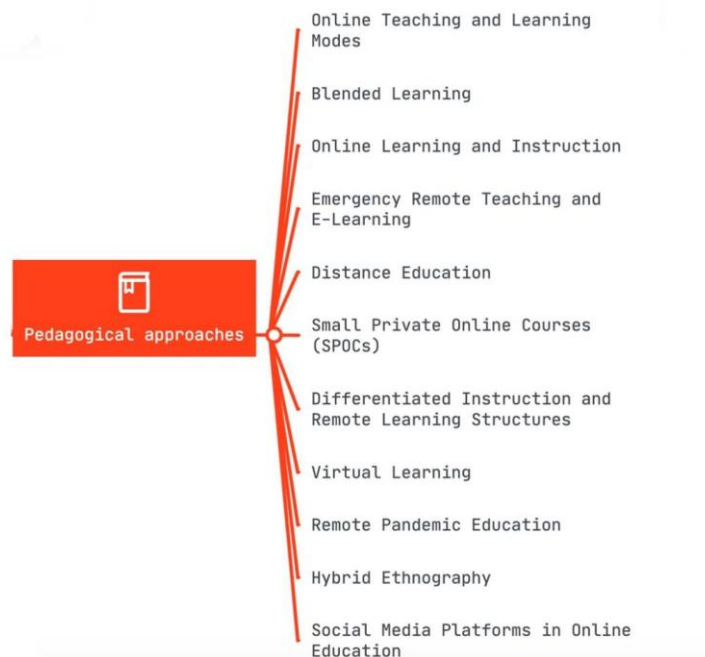 Online Teaching and Learning
Modes
Blended Learning
Online Learning and Instruction
Emergency Remote Teaching and
E-Learning
Distance Education
Pedagogical approaches
Small Private Online Courses
(SPOCs)
Differentiated Instruction and
Remote Learning Structures
Virtual Learning
Remote Pandemic Education
Hybrid Ethnography
Social Media Platforms in Online
Education